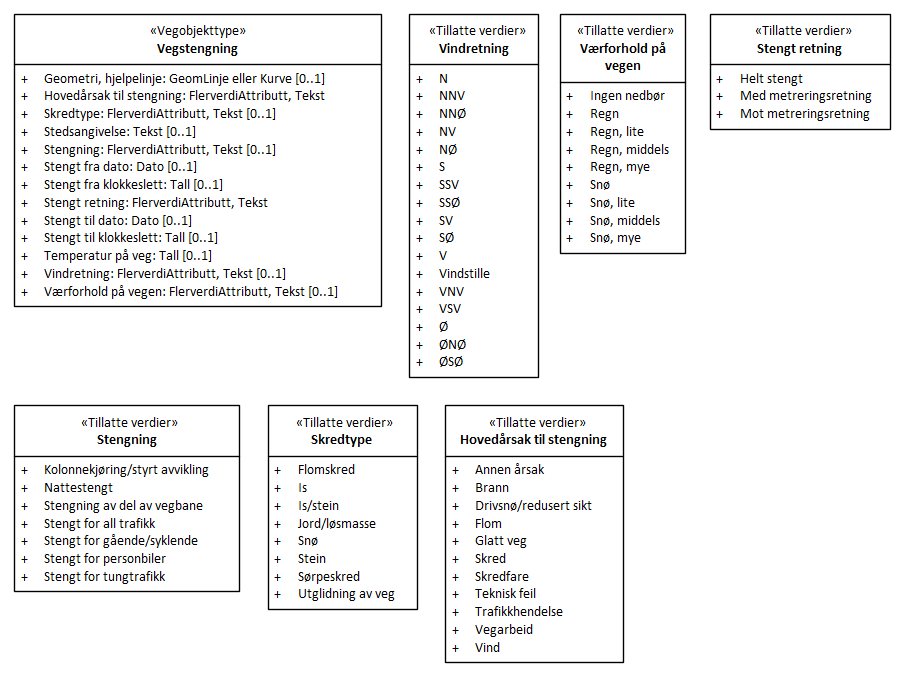 «Vegobjekttype»
Vegstengning
+ Geometri, hjelpelinje: GeomLinje eller Kurve [0..1]
+ Hovedårsak til stengning: FlerverdiAttributt, Tekst
+ Skredtype: FlerverdiAttributt, Tekst [0..1]
+ Stedsangivelse: Tekst [0..1]
+ Stengning: FlerverdiAttributt, Tekst [0..1]
+ Stengt fra dato: Dato [0..1]
+ Stengt fra klokkeslett: Tall [0..1]
+ Stengt retning: FlerverdiAttributt, Tekst
+ Stengt til dato: Dato [0..1]
+ Stengt til klokkeslett: Tall [0..1]
+ Temperatur på veg: Tall [0..1]
+ Vindretning: FlerverdiAttributt, Tekst [0..1]
+ Værforhold på vegen: FlerverdiAttributt, Tekst [0..1]
«Tillatte verdier»
Vindretning
+ N
+ NNV
+ NNØ
+ NV
+ NØ
+ S
+ SSV
+ SSØ
+ SV
+ SØ
+ V
+ Vindstille
+ VNV
+ VSV
+ Ø
+ ØNØ
+ ØSØ
«Tillatte verdier»
Værforhold på
vegen
+ Ingen nedbør
+ Regn
+ Regn, lite
+ Regn, middels
+ Regn, mye
+ Snø
+ Snø, lite
+ Snø, middels
+ Snø, mye
«Tillatte verdier»
Stengt retning
+ Helt stengt
+ Med metreringsretning
+ Mot metreringsretning
«Tillatte verdier»
Stengning
+ Kolonnekjøring/styrt avvikling
+ Nattestengt
+ Stengning av del av vegbane
+ Stengt for all trafikk
+ Stengt for gående/syklende
+ Stengt for personbiler
+ Stengt for tungtrafikk
«Tillatte verdier»
Skredtype
+ Flomskred
+ Is
+ Is/stein
+ Jord/løsmasse
+ Snø
+ Stein
+ Sørpeskred
+ Utglidning av veg
«Tillatte verdier»
Hovedårsak til stengning
+ Annen årsak
+ Brann
+ Drivsnø/redusert sikt
+ Flom
+ Glatt veg
+ Skred
+ Skredfare
+ Teknisk feil
+ Trafikkhendelse
+ Vegarbeid
+ Vind